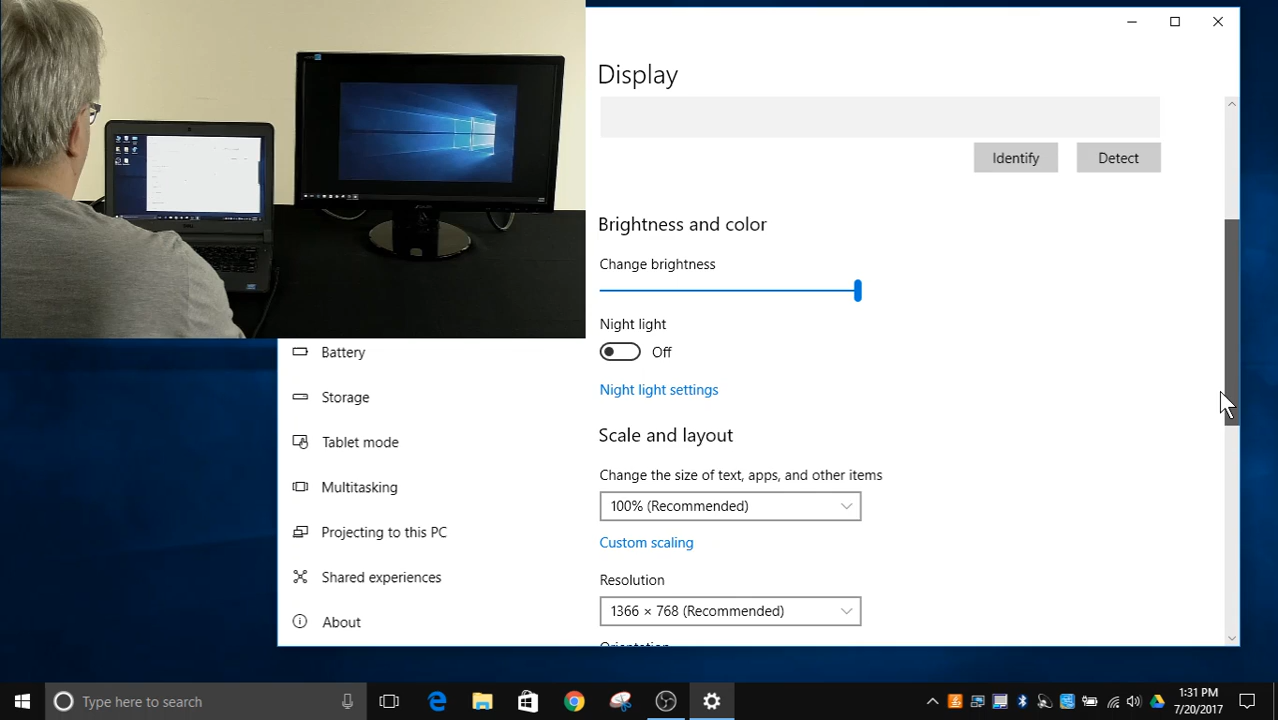 Display
Identify
Detect
Brightness and color
Change brightness
Night light
Off
Night light settings
Scale and layout
Change the size of text, apps, and other items
100% (Recommended)
Custom scaling
Resolution
1366 × 768 (Recommended)
Orientation
Battery
Storage
Tablet mode
Multitasking
Projecting to this PC
Shared experiences
About
Type here to search
1:31 PM
7/20/2017